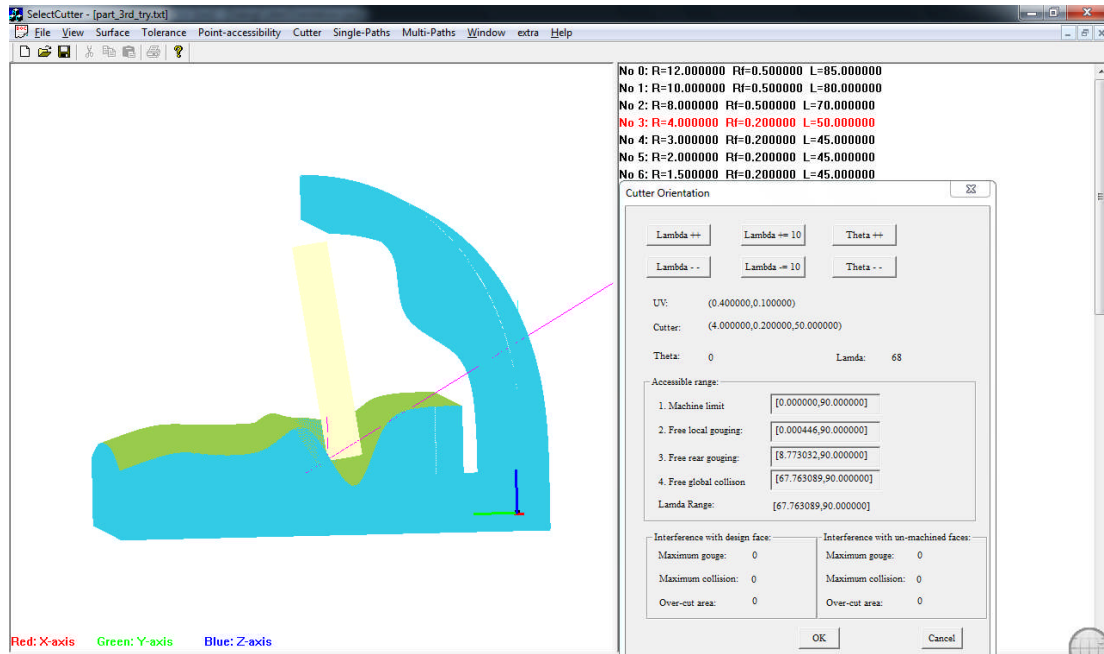 SelectCutter - [part_3rd_try.txt]
File View Surface Tolerance Point-accessibility Cutter Single-Paths Multi-Paths Window extra Help
No 0: R=12.000000 Rf=0.500000 L=85.000000
No 1: R=10.000000 Rf=0.500000 L=80.000000
No 2: R=8.000000 Rf=0.500000 L=70.000000
No 3: R=4.000000 Rf=0.200000 L=50.000000
No 4: R=3.000000 Rf=0.200000 L=45.000000
No 5: R=2.000000 Rf=0.200000 L=45.000000
No 6: R=1.500000 Rf=0.200000 L=45.000000
Cutter Orientation
Lambda ++ Lambda += 10 Theta ++
Lambda - - Lambda -= 10 Theta - -
UV: (0.400000,0.100000)
Cutter: (4.000000,0.200000,50.000000)
Theta: 0 Lamda: 68
Accessible range:
1. Machine limit [0.000000,90.000000]
2. Free local gouging: [0.000446,90.000000]
3. Free rear gouging: [8.773032,90.000000]
4. Free global collison [67.763089,90.000000]
Lamda Range: [67.763089,90.000000]
Interference with design face: Interference with un-machined faces:
Maximum gouge: 0 Maximum gouge: 0
Maximum collision: 0 Maximum collision: 0
Over-cut area: 0 Over-cut area: 0
OK Cancel
Red: X-axis Green: Y-axis Blue: Z-axis